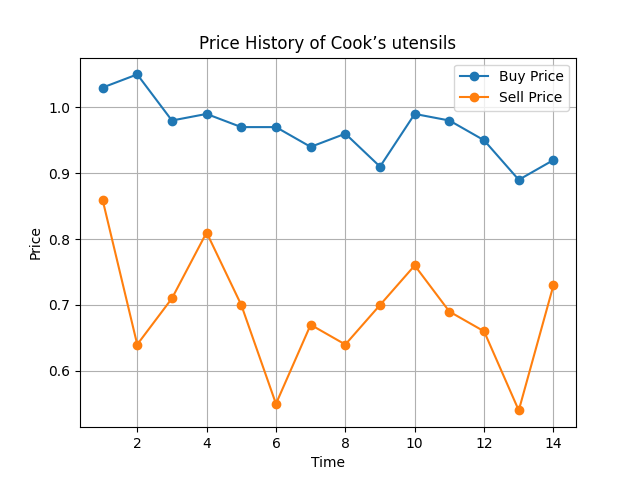 Price History of Cook’s utensils
Buy Price
Sell Price
Price
1.0
0.9
0.8
0.7
0.6
2 4 6 8 10 12 14
Time